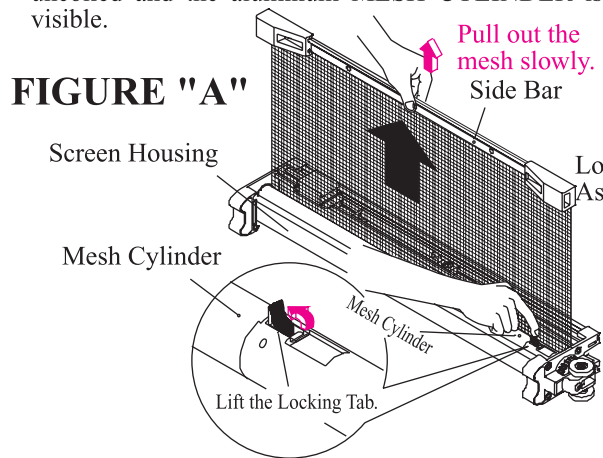 visible.
Pull out the
mesh slowly.
FIGURE "A"
Side Bar
Screen Housing
Mesh Cylinder
Mesh Cylinder
Lift the Locking Tab.